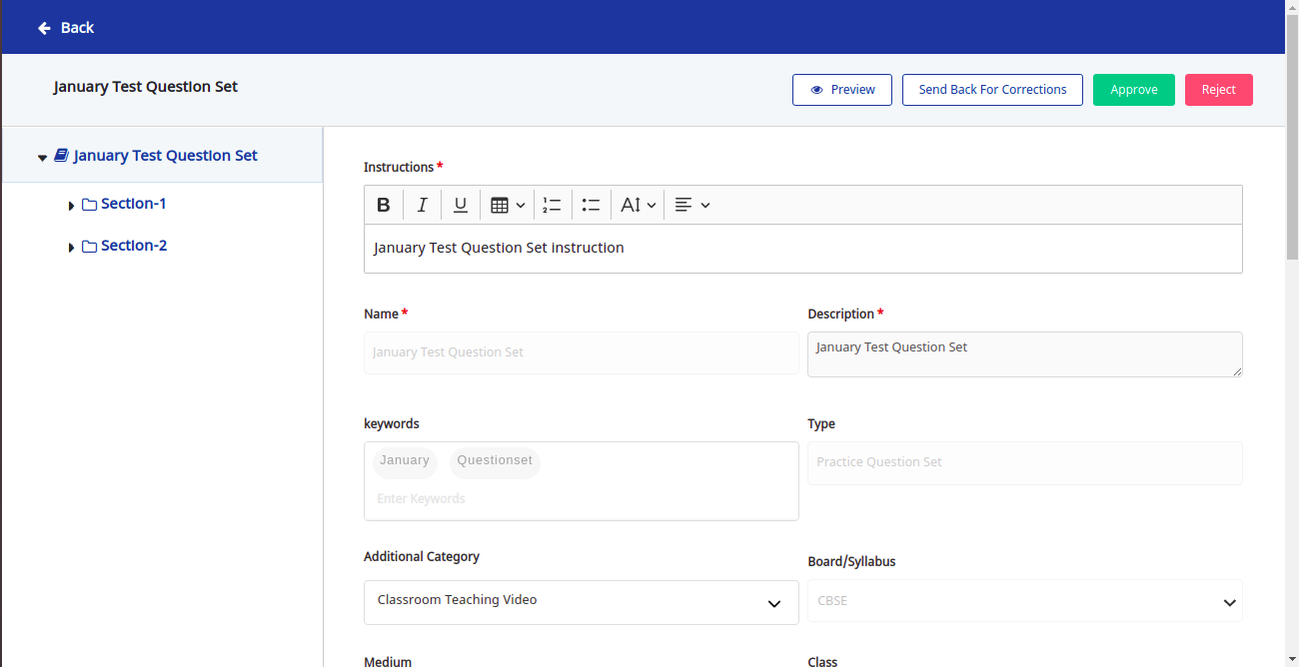 Back
January Test Question Set
Preview
Send Back For Corrections
Approve
Reject
January Test Question Set
Section-1
Section-2
Instructions *
B I U
January Test Question Set instruction
Name *
Description *
January Test Question Set
January Test Question Set
keywords
Type
January Questionset
Practice Question Set
Enter Keywords
Additional Category
Board/Syllabus
Classroom Teaching Video
CBSE
Medium
Class